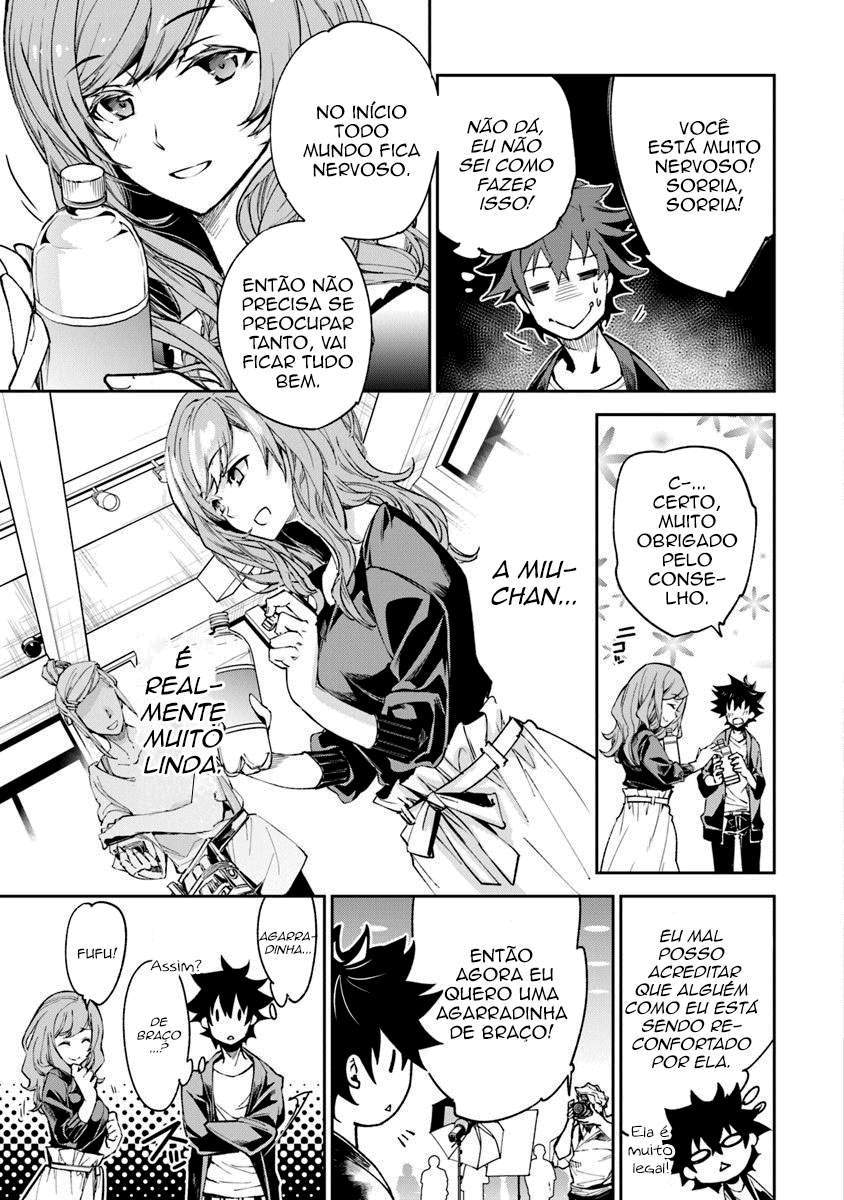 VOCÊ
ESTÁ MUITO
NERVOSO!
SORRIA,
SORRIA!
NÃO DÁ,
EU NÃO
SEI COMO
FAZER
ISSO!
NO INÍCIO
TODO
MUNDO FICA
NERVOSO.
ENTÃO NÃO
PRECISA SE
PREOCUPAR
TANTO, VAI
FICAR TUDO
BEM.
C-...
CERTO,
MUITO
OBRIGADO
PELO
CONSE-
LHO.
ニコ
A MIU-
CHAN...
É
REAL-
MENTE
MUITO
LINDA.
EU MAL
POSSO
ACREDITAR
QUE ALGUÉM
COMO EU ESTÁ
SENDO RE-
CONFORTADO
POR ELA.
Ela é
muito
legal!
ENTÃO
AGORA EU
QUERO UMA
AGARRADINHA
DE BRAÇO!
AGARRA-
DINHA...
Assim?
DE
BRAÇO
...?
FUFU!